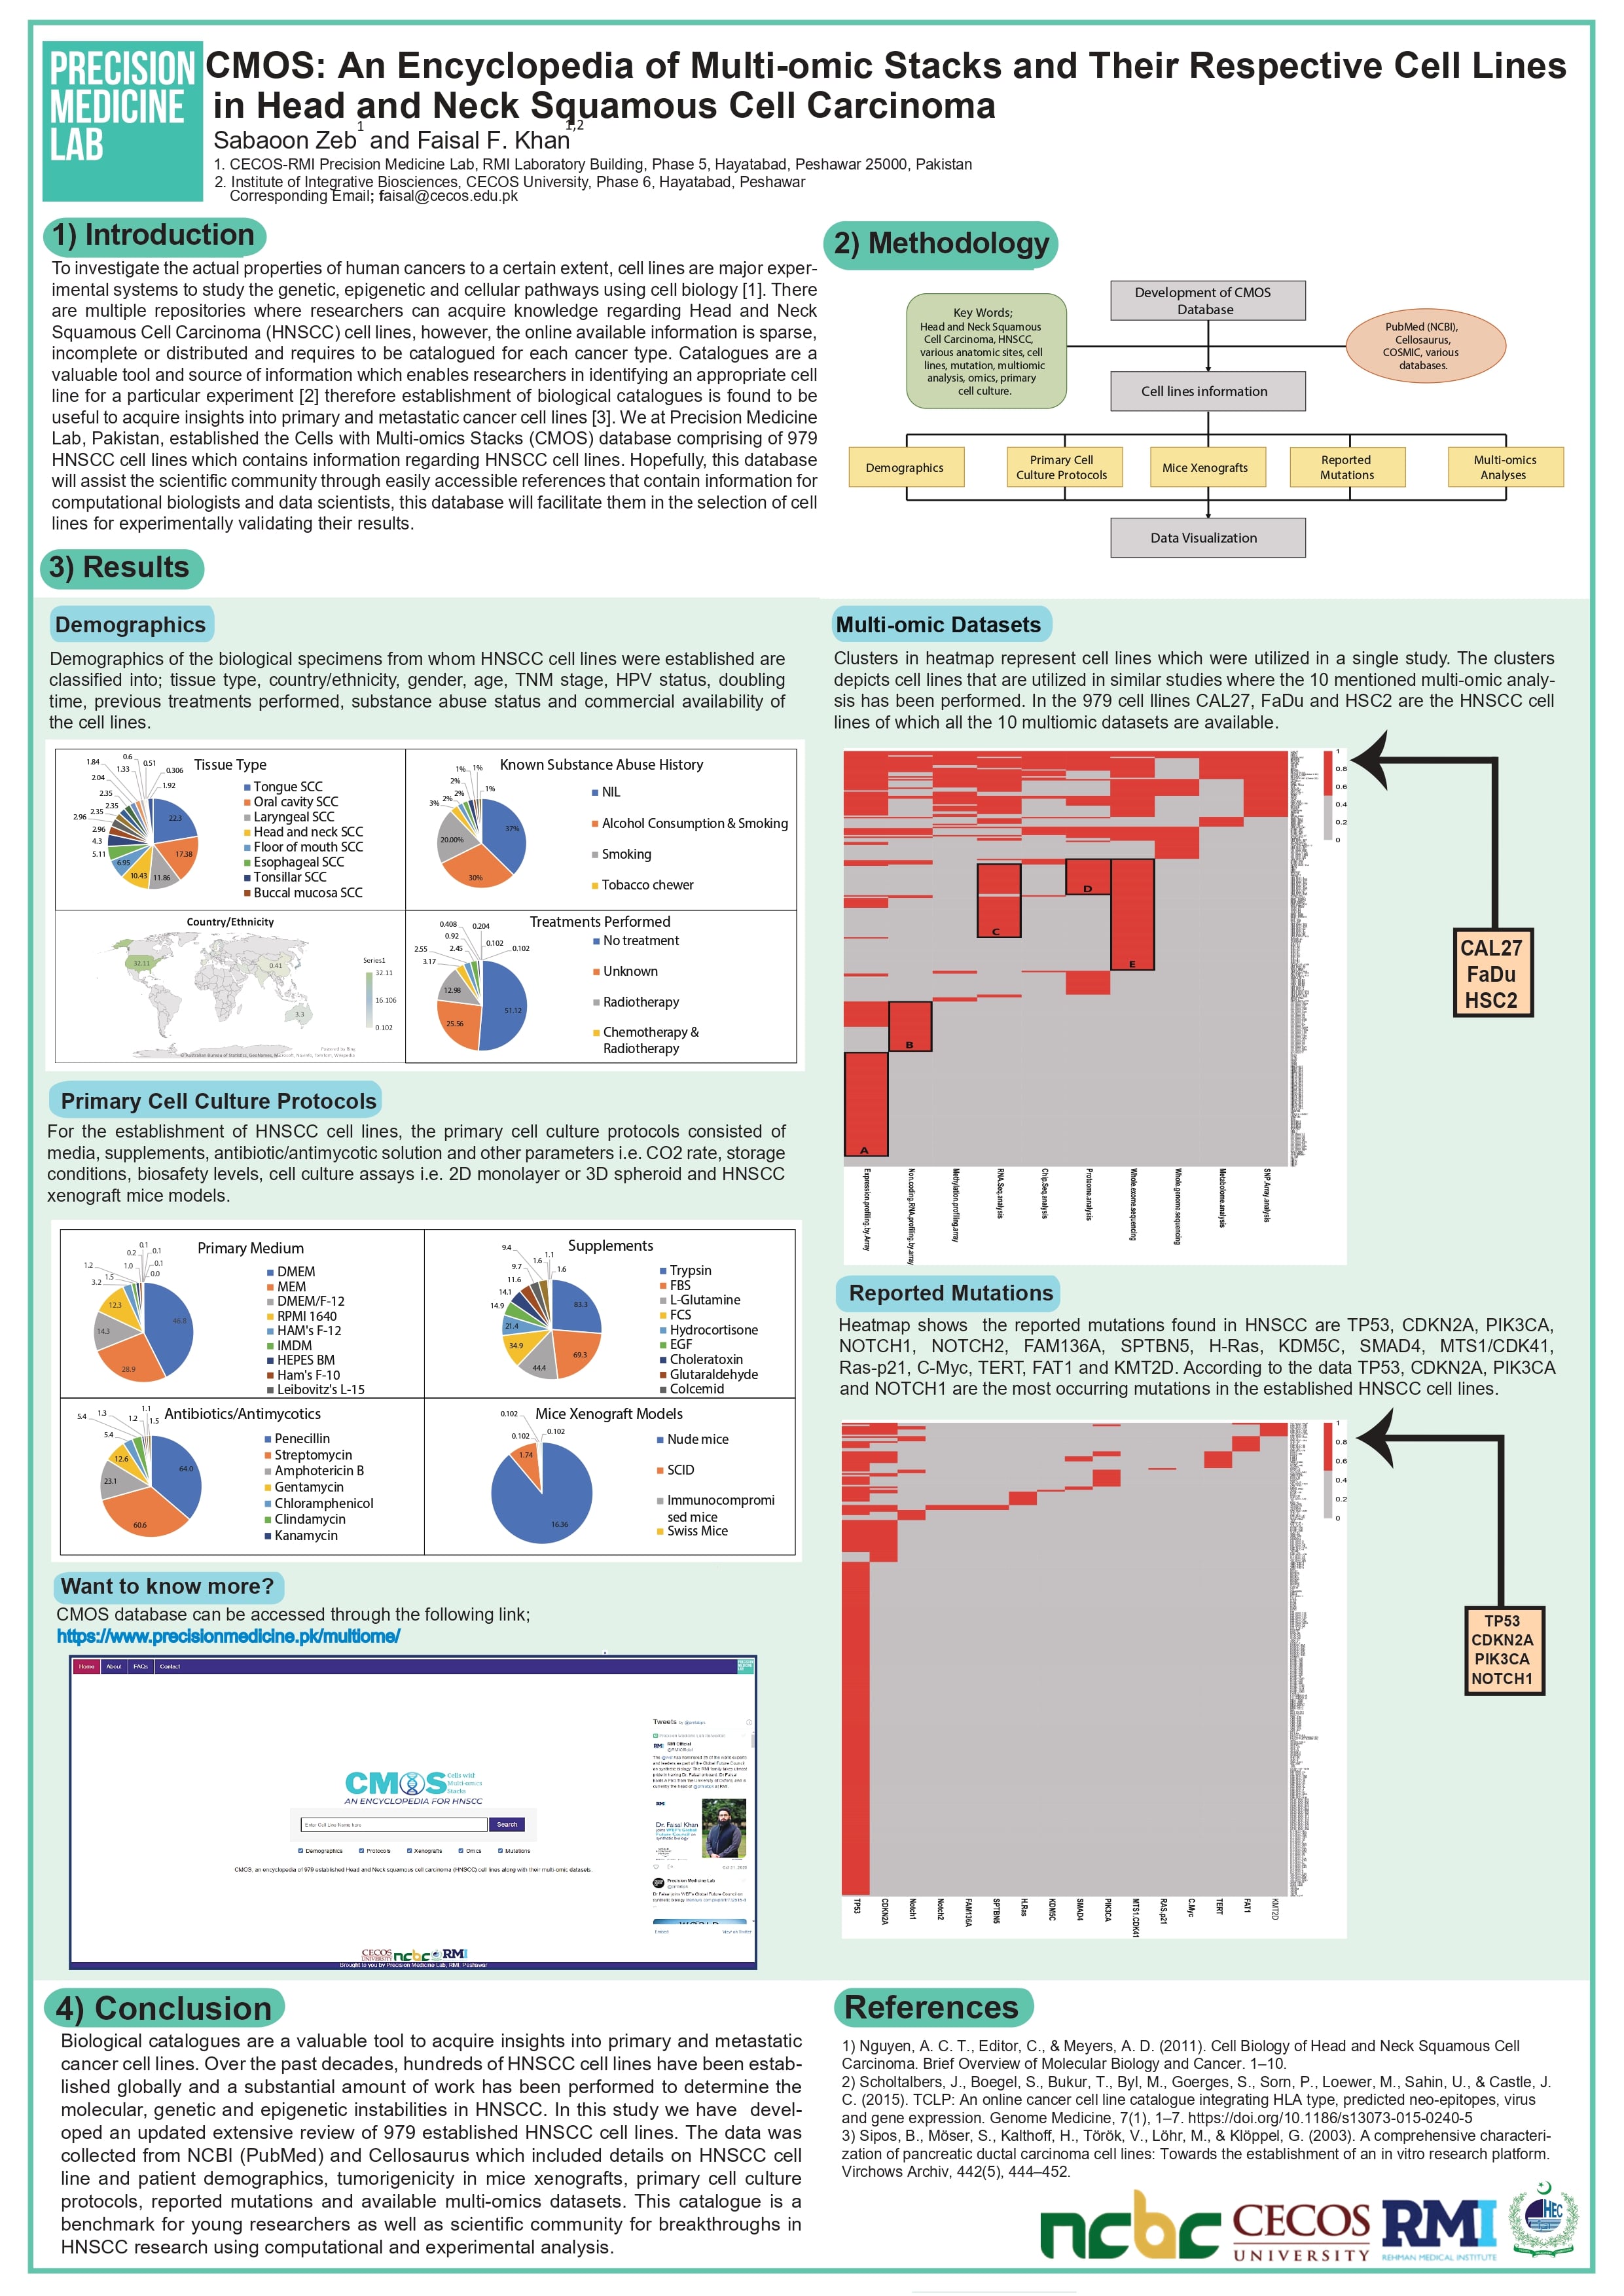 PRECISION
MEDICINE
LAB
CMOS: An Encyclopedia of Multi-omic Stacks and Their Respective Cell Lines
in Head and Neck Squamous Cell Carcinoma
Sabaoon Zeb1 and Faisal F. Khan1,2
1. CECOS-RMI Precision Medicine Lab, RMI Laboratory Building, Phase 5, Hayatabad, Peshawar 25000, Pakistan
2. Institute of Integrative Biosciences, CECOS University, Phase 6, Hayatabad, Peshawar
Corresponding Email; faisal@cecos.edu.pk
1) Introduction
To investigate the actual properties of human cancers to a certain extent, cell lines are major exper-
imental systems to study the genetic, epigenetic and cellular pathways using cell biology [1]. There
are multiple repositories where researchers can acquire knowledge regarding Head and Neck
Squamous Cell Carcinoma (HNSCC) cell lines, however, the online available information is sparse,
incomplete or distributed and requires to be catalogued for each cancer type. Catalogues are a
valuable tool and source of information which enables researchers in identifying an appropriate cell
line for a particular experiment [2] therefore establishment of biological catalogues is found to be
useful to acquire insights into primary and metastatic cancer cell lines [3]. We at Precision Medicine
Lab, Pakistan, established the Cells with Multi-omics Stacks (CMOS) database comprising of 979
HNSCC cell lines which contains information regarding HNSCC cell lines. Hopefully, this database
will assist the scientific community through easily accessible references that contain information for
computational biologists and data scientists, this database will facilitate them in the selection of cell
lines for experimentally validating their results.
2) Methodology
Development of CMOS
Database
Key Words;
Head and Neck Squamous
Cell Carcinoma, HNSCC,
various anatomic sites, cell
lines, mutation, multiomic
analysis, omics, primary
cell culture.
PubMed (NCBI),
Cellosaurus,
COSMIC, various
databases.
Cell lines information
Demographics
Primary Cell
Culture Protocols
Mice Xenografts
Reported
Mutations
Multi-omics
Analyses
Data Visualization
3) Results
Demographics
Demographics of the biological specimens from whom HNSCC cell lines were established are
classified into; tissue type, country/ethnicity, gender, age, TNM stage, HPV status, doubling
time, previous treatments performed, substance abuse status and commercial availability of
the cell lines.
Tissue Type
0.6
0.51
1.84
1.33
0.306
2.04
1.92
2.35
2.35
2.35
2.96
2.96
4.3
5.11
6.95
10.43
11.86
17.38
22.3
Tongue SCC
Oral cavity SCC
Laryngeal SCC
Head and neck SCC
Floor of mouth SCC
Esophageal SCC
Tonsillar SCC
Buccal mucosa SCC
Known Substance Abuse History
1%
1%
1%
2%
2%
2%
3%
20.00%
30%
37%
NIL
Alcohol Consumption & Smoking
Smoking
Tobacco chewer
Country/Ethnicity
32.11
0.41
3.3
Series1
32.11
16.106
0.102
Powered by Bing
© Australian Bureau of Statistics, GeoNames, Microsoft, Navinfo, TomTom, Wikipedia
Treatments Performed
0.408
0.204
0.92
0.102
0.102
2.45
2.55
3.17
12.98
25.56
51.12
No treatment
Unknown
Radiotherapy
Chemotherapy &
Radiotherapy
Primary Cell Culture Protocols
For the establishment of HNSCC cell lines, the primary cell culture protocols consisted of
media, supplements, antibiotic/antimycotic solution and other parameters i.e. CO2 rate, storage
conditions, biosafety levels, cell culture assays i.e. 2D monolayer or 3D spheroid and HNSCC
xenograft mice models.
Primary Medium
0.1
0.1
0.2
0.1
1.0
0.0
1.2
1.5
3.2
12.3
14.3
28.9
46.8
DMEM
MEM
DMEM/F-12
RPMI 1640
HAM's F-12
IMDM
HEPES BM
Ham's F-10
Leibovitz's L-15
Supplements
9.4
1.1
1.6
1.6
9.7
11.6
14.1
14.9
21.4
34.9
44.4
69.3
83.3
Trypsin
FBS
L-Glutamine
FCS
Hydrocortisone
EGF
Choleratoxin
Glutaraldehyde
Colcemid
Antibiotics/Antimycotics
1.1
1.3
1.2
1.5
5.4
5.4
12.6
23.1
60.6
64.0
Penicillin
Streptomycin
Amphotericin B
Gentamycin
Chloramphenicol
Clindamycin
Kanamycin
Mice Xenograft Models
0.102
0.102
0.102
1.74
16.36
Nude mice
SCID
Immunocompromi
sed mice
Swiss Mice
Want to know more?
CMOS database can be accessed through the following link;
https://www.precisionmedicine.pk/multiome/
Home
About
FAQs
Contact
Tweets by @pmrxlan
CMOS
Cells with
Multi-omics
Stacks
AN ENCYCLOPEDIA FOR HNSCC
Enter Cell Line Name here
Search
Demographics
Protocols
Xenografts
Omics
Mutations
CMOS: an encyclopedia of 979 established Head and Neck squamous cell carcinoma (HNSCC) cell lines along with their multi-omic datasets.
RMI Official
Dr. Faisal Khan
joins WEF's Global
Future Council on
synthetic biology
Precision Medicine Lab
CECOS
UNIVERSITY
ncbc
RMI
Brought to you by Precision Medicine Lab, RMI, Peshawar
Multi-omic Datasets
Clusters in heatmap represent cell lines which were utilized in a single study. The clusters
depicts cell lines that are utilized in similar studies where the 10 mentioned multi-omic analy-
sis has been performed. In the 979 cell llines CAL27, FaDu and HSC2 are the HNSCC cell
lines of which all the 10 multiomic datasets are available.
1
0.8
0.6
0.4
0.2
0
A
B
C
D
E
Expression.profiling.by.Array
Non.coding.RNA.profiling.by.array
Methylation.profiling.array
RNA.Seq.analysis
Chip.Seq.analysis
Protreome.analysis
Whole.exome.sequencing
Whole.genome.sequencing
Metabolome.analysis
SNP.Array.analysis
CAL27
FaDu
HSC2
Reported Mutations
Heatmap shows the reported mutations found in HNSCC are TP53, CDKN2A, PIK3CA,
NOTCH1, NOTCH2, FAM136A, SPTBN5, H-Ras, KDM5C, SMAD4, MTS1/CDK41,
Ras-p21, C-Myc, TERT, FAT1 and KMT2D. According to the data TP53, CDKN2A, PIK3CA
and NOTCH1 are the most occurring mutations in the established HNSCC cell lines.
1
0.8
0.6
0.4
0.2
0
TP53
CDKN2A
Notch1
Notch2
FAM136A
SPTBN5
H.Ras
KDM5C
SMAD4
PIK3CA
MTS1.CDK41
RAS.p21
C.Myc
TERT
FAT1
KMT2D
TP53
CDKN2A
PIK3CA
NOTCH1
4) Conclusion
Biological catalogues are a valuable tool to acquire insights into primary and metastatic
cancer cell lines. Over the past decades, hundreds of HNSCC cell lines have been estab-
lished globally and a substantial amount of work has been performed to determine the
molecular, genetic and epigenetic instabilities in HNSCC. In this study we have devel-
oped an updated extensive review of 979 established HNSCC cell lines. The data was
collected from NCBI (PubMed) and Cellosaurus which included details on HNSCC cell
line and patient demographics, tumorigenicity in mice xenografts, primary cell culture
protocols, reported mutations and available multi-omics datasets. This catalogue is a
benchmark for young researchers as well as scientific community for breakthroughs in
HNSCC research using computational and experimental analysis.
References
1) Nguyen, A. C. T., Editor, C., & Meyers, A. D. (2011). Cell Biology of Head and Neck Squamous Cell
Carcinoma. Brief Overview of Molecular Biology and Cancer. 1–10.
2) Scholtalbers, J., Boegel, S., Bukur, T., Byl, M., Goerges, S., Sorn, P., Loewer, M., Sahin, U., & Castle, J.
C. (2015). TCLP: An online cancer cell line catalogue integrating HLA type, predicted neo-epitopes, virus
and gene expression. Genome Medicine, 7(1), 1–7. https://doi.org/10.1186/s13073-015-0240-5
3) Sipos, B., Möser, S., Kalthoff, H., Török, V., Löhr, M., & Klöppel, G. (2003). A comprehensive characteri-
zation of pancreatic ductal carcinoma cell lines: Towards the establishment of an in vitro research platform.
Virchows Archiv, 442(5), 444–452.
ncbc
CECOS
UNIVERSITY
RMI
REHMAN MEDICAL INSTITUTE
HEC